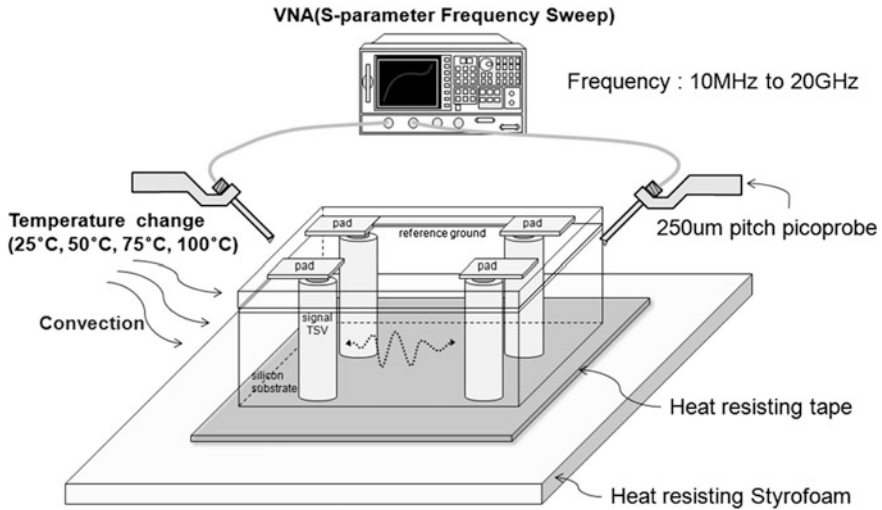 VNA(S-parameter Frequency Sweep)
Frequency : 10MHz to 20GHz
Temperature change
(25°C, 50°C, 75°C, 100°C)
250um pitch picoprobe
pad
pad
reference ground
pad
pad
Convection
signal
TSV
silicon
substrate
Heat resisting tape
Heat resisting Styrofoam